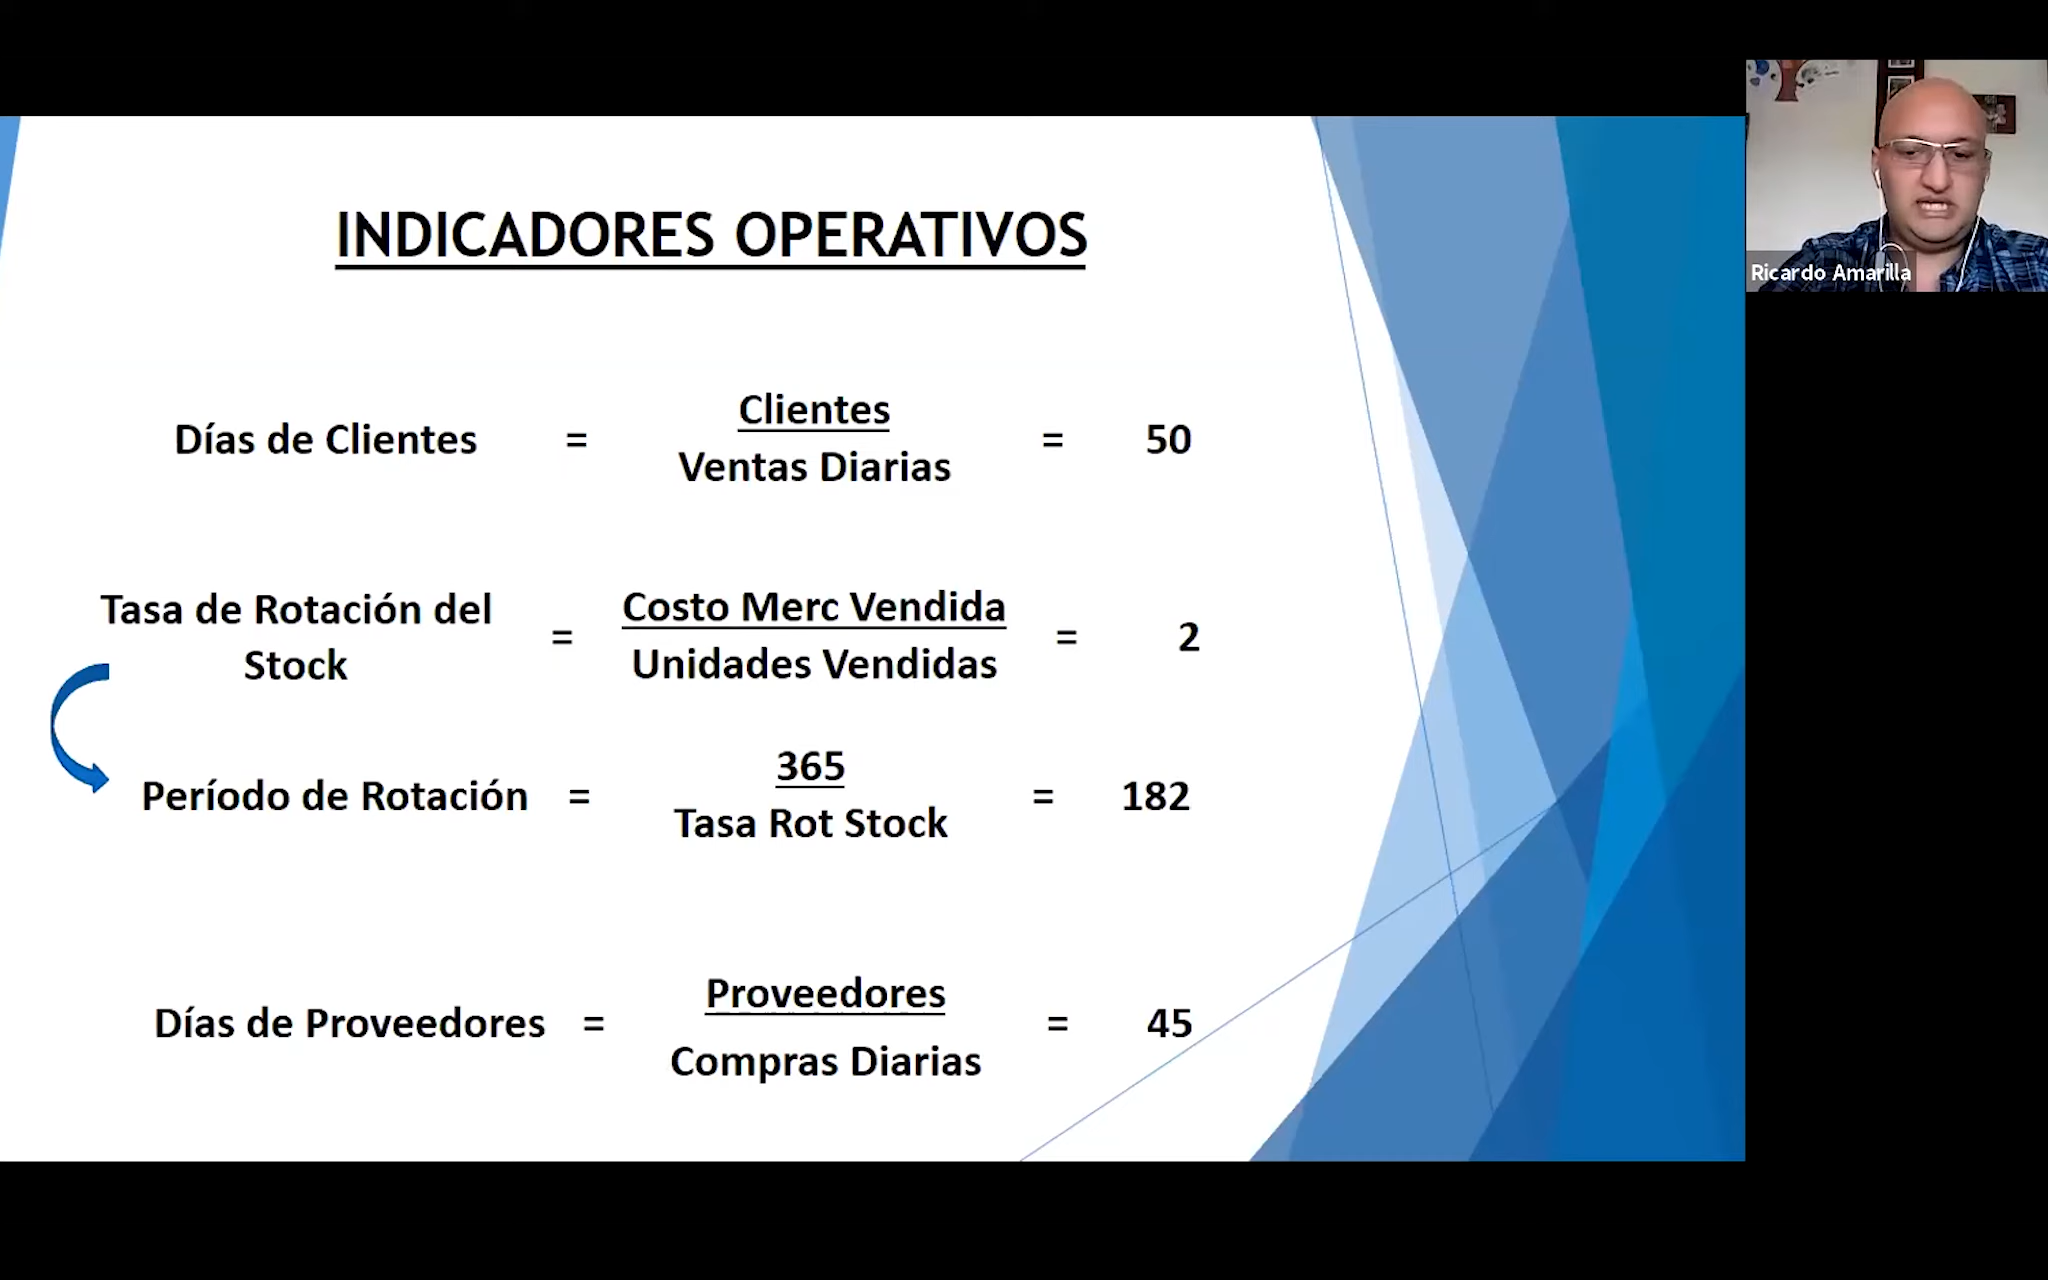 INDICADORES OPERATIVOS
Ricardo Amarilla
Días de Clientes = Clientes = 50
Ventas Diarias
Tasa de Rotación del Stock = Costo Merc Vendida = 2
Unidades Vendidas
Período de Rotación = 365 = 182
Tasa Rot Stock
Días de Proveedores = Proveedores = 45
Compras Diarias